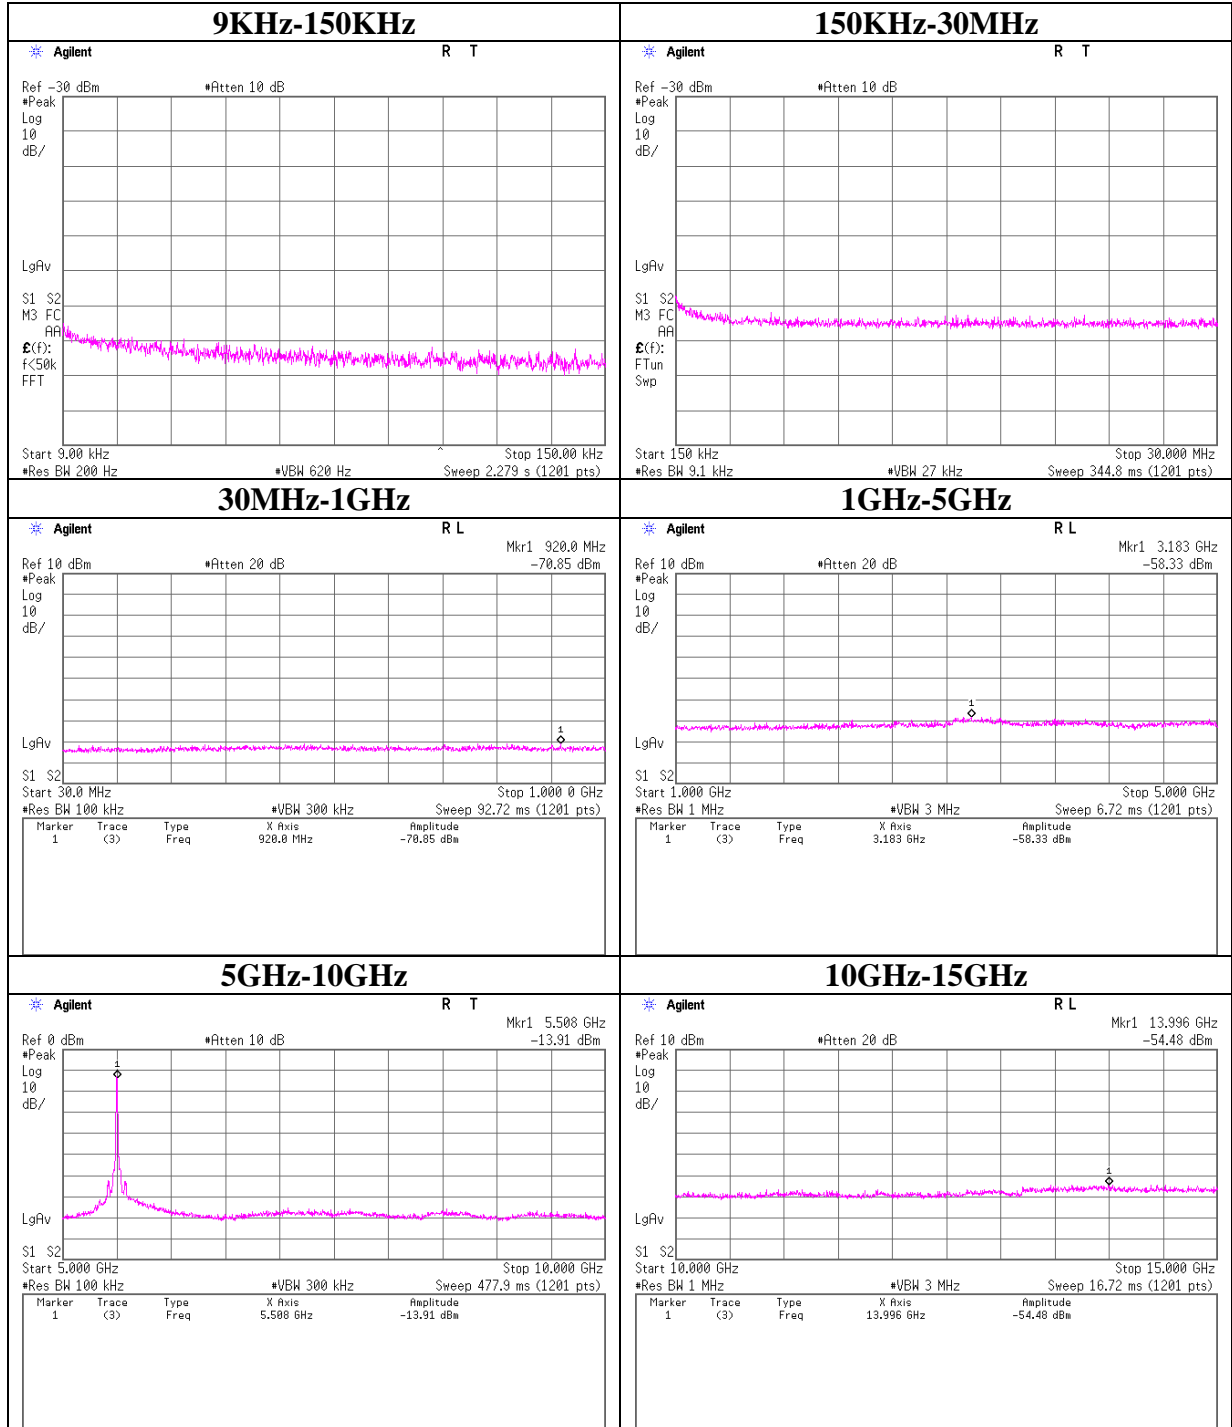 9KHz-150KHz
Agilent R T
Ref -30 dBm #Atten 10 dB
#Peak
Log
10
dB/
LgAv
S1 S2
M3 FC
AA
£(f):
f<50k
FFT
Start 9.00 kHz ^ Stop 150.00 kHz
#Res BW 200 Hz #VBW 620 Hz Sweep 2.279 s (1201 pts)
150KHz-30MHz
Agilent R T
Ref -30 dBm #Atten 10 dB
#Peak
Log
10
dB/
LgAv
S1 S2
M3 FC
AA
£(f):
FTun
Swp
Start 150 kHz Stop 30.000 MHz
#Res BW 9.1 kHz #VBW 27 kHz Sweep 344.8 ms (1201 pts)
30MHz-1GHz
Agilent R L
Mkr1 920.0 MHz
Ref 10 dBm #Atten 20 dB -70.85 dBm
#Peak
Log
10
dB/
1
LgAv
S1 S2
Start 30.0 MHz Stop 1.000 0 GHz
#Res BW 100 kHz #VBW 300 kHz Sweep 92.72 ms (1201 pts)
Marker Trace Type X Axis Amplitude
1 (3) Freq 920.0 MHz -70.85 dBm
1GHz-5GHz
Agilent R L
Mkr1 3.183 GHz
Ref 10 dBm #Atten 20 dB -58.33 dBm
#Peak
Log
10
dB/
1
LgAv
S1 S2
Start 1.000 GHz Stop 5.000 GHz
#Res BW 1 MHz #VBW 3 MHz Sweep 6.72 ms (1201 pts)
Marker Trace Type X Axis Amplitude
1 (3) Freq 3.183 GHz -58.33 dBm
5GHz-10GHz
Agilent R T
Mkr1 5.508 GHz
Ref 0 dBm #Atten 10 dB -13.91 dBm
#Peak
Log
10
dB/
1
LgAv
S1 S2
Start 5.000 GHz Stop 10.000 GHz
#Res BW 100 kHz #VBW 300 kHz Sweep 477.9 ms (1201 pts)
Marker Trace Type X Axis Amplitude
1 (3) Freq 5.508 GHz -13.91 dBm
10GHz-15GHz
Agilent R L
Mkr1 13.996 GHz
Ref 10 dBm #Atten 20 dB -54.48 dBm
#Peak
Log
10
dB/
1
LgAv
S1 S2
Start 10.000 GHz Stop 15.000 GHz
#Res BW 1 MHz #VBW 3 MHz Sweep 16.72 ms (1201 pts)
Marker Trace Type X Axis Amplitude
1 (3) Freq 13.996 GHz -54.48 dBm